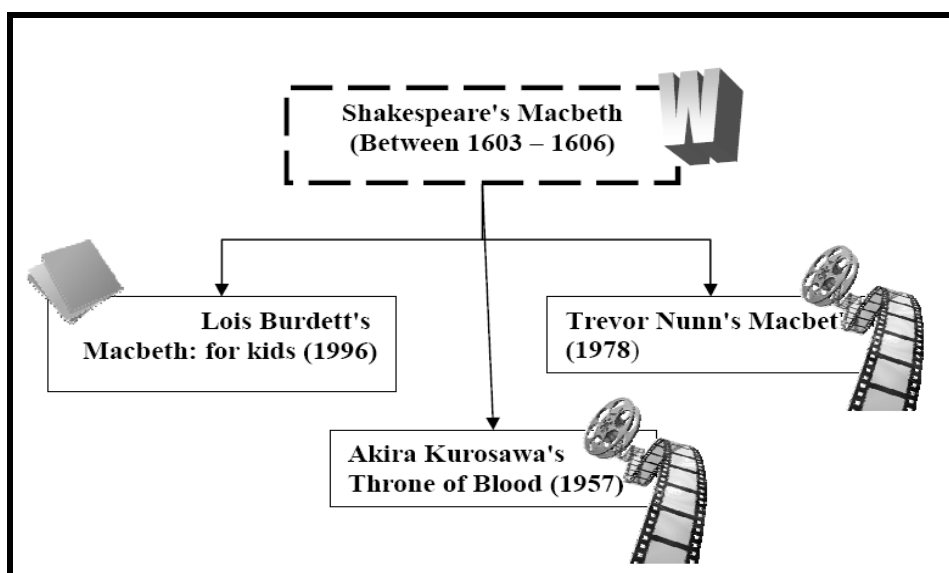 Shakespeare's Macbeth
(Between 1603 – 1606)
W
Lois Burdett's
Macbeth: for kids (1996)
Trevor Nunn's Macbet
(1978)
Akira Kurosawa's
Throne of Blood (1957)